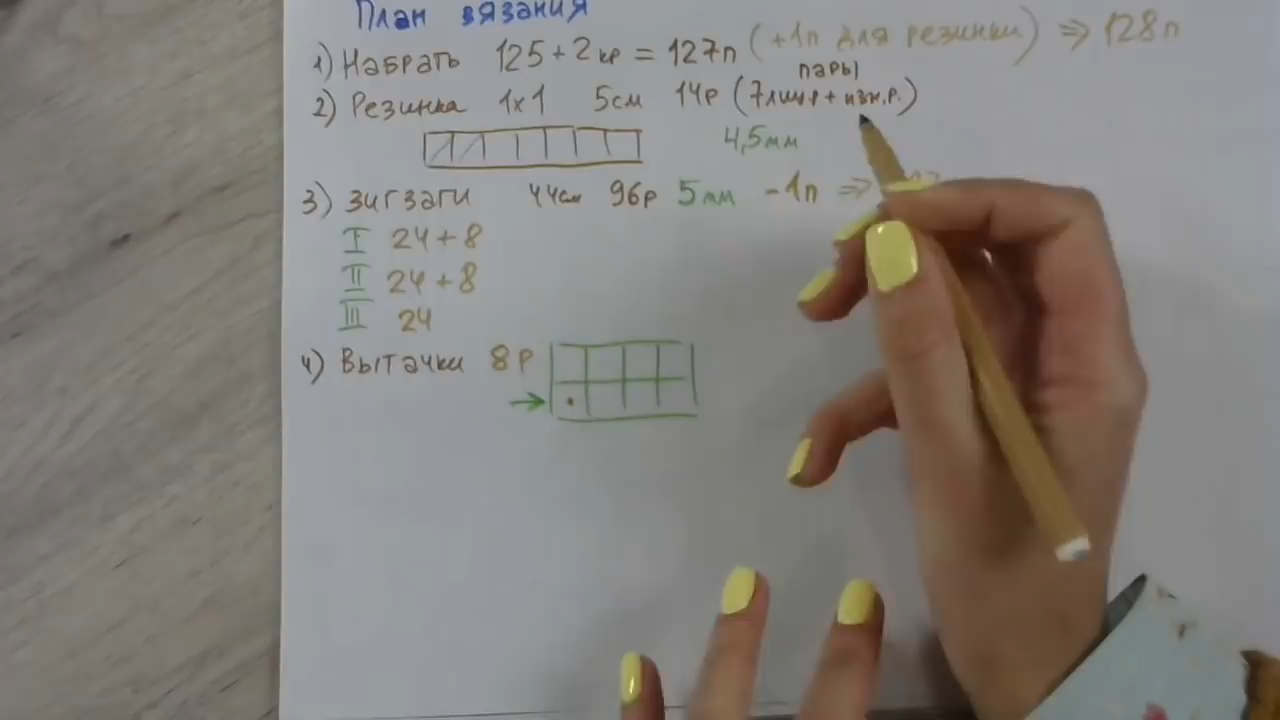 План вязания
1) Набрать 125+2кр = 127п (+1п для резинки) ⇒ 128п
пары
2) Резинка 1x1 5см 14р (7лиц.р + изн.р.)
4,5мм
3) зигзаги 44см 96р 5мм -1п ⇒
I 24+8
II 24+8
III 24
4) Вытачки 8р